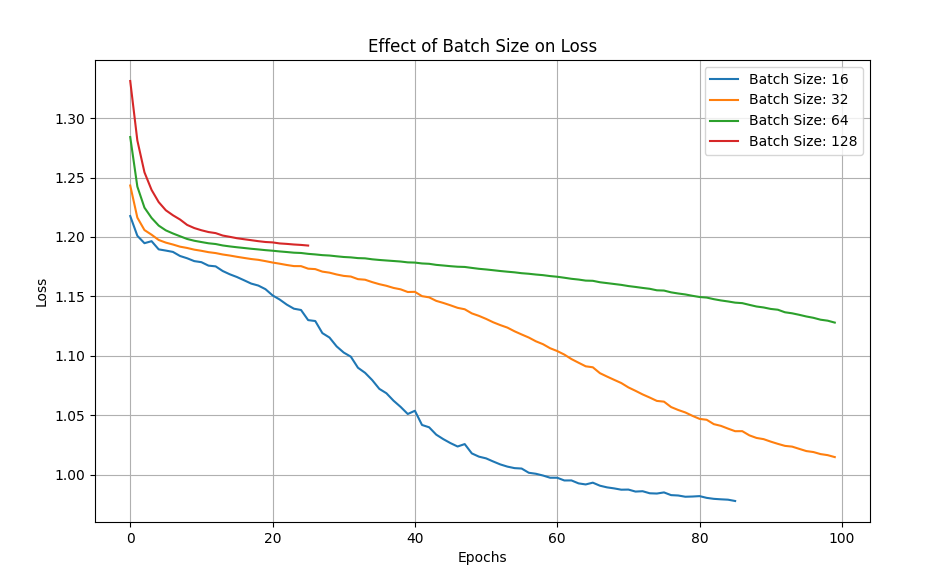 Effect of Batch Size on Loss
Batch Size: 16
Batch Size: 32
Batch Size: 64
Batch Size: 128
Loss
1.30
1.25
1.20
1.15
1.10
1.05
1.00
0 20 40 60 80 100
Epochs